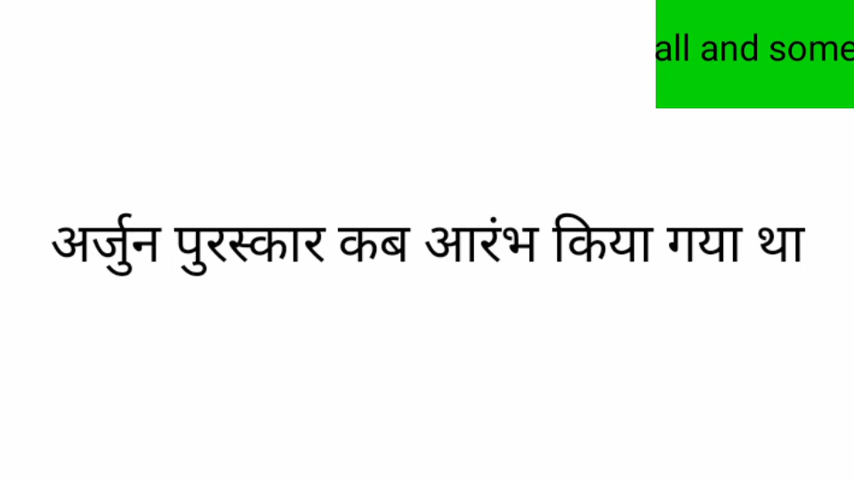 all and some
अर्जुन पुरस्कार कब आरंभ किया गया था